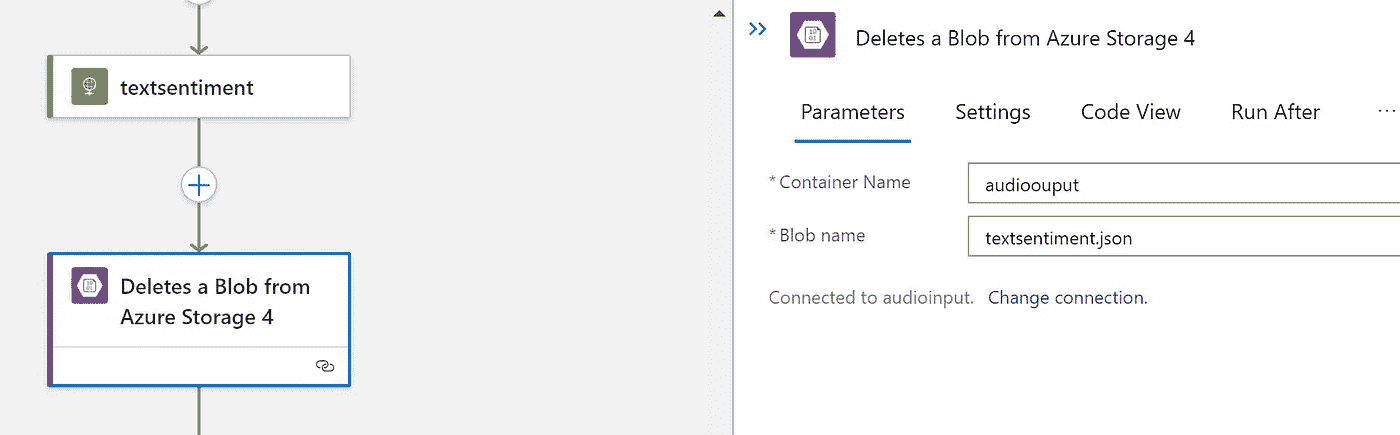 textsentiment
Deletes a Blob from
Azure Storage 4
Deletes a Blob from Azure Storage 4
Parameters Settings Code View Run After ...
* Container Name audioouput
* Blob name textsentiment.json
Connected to audioinput. Change connection.